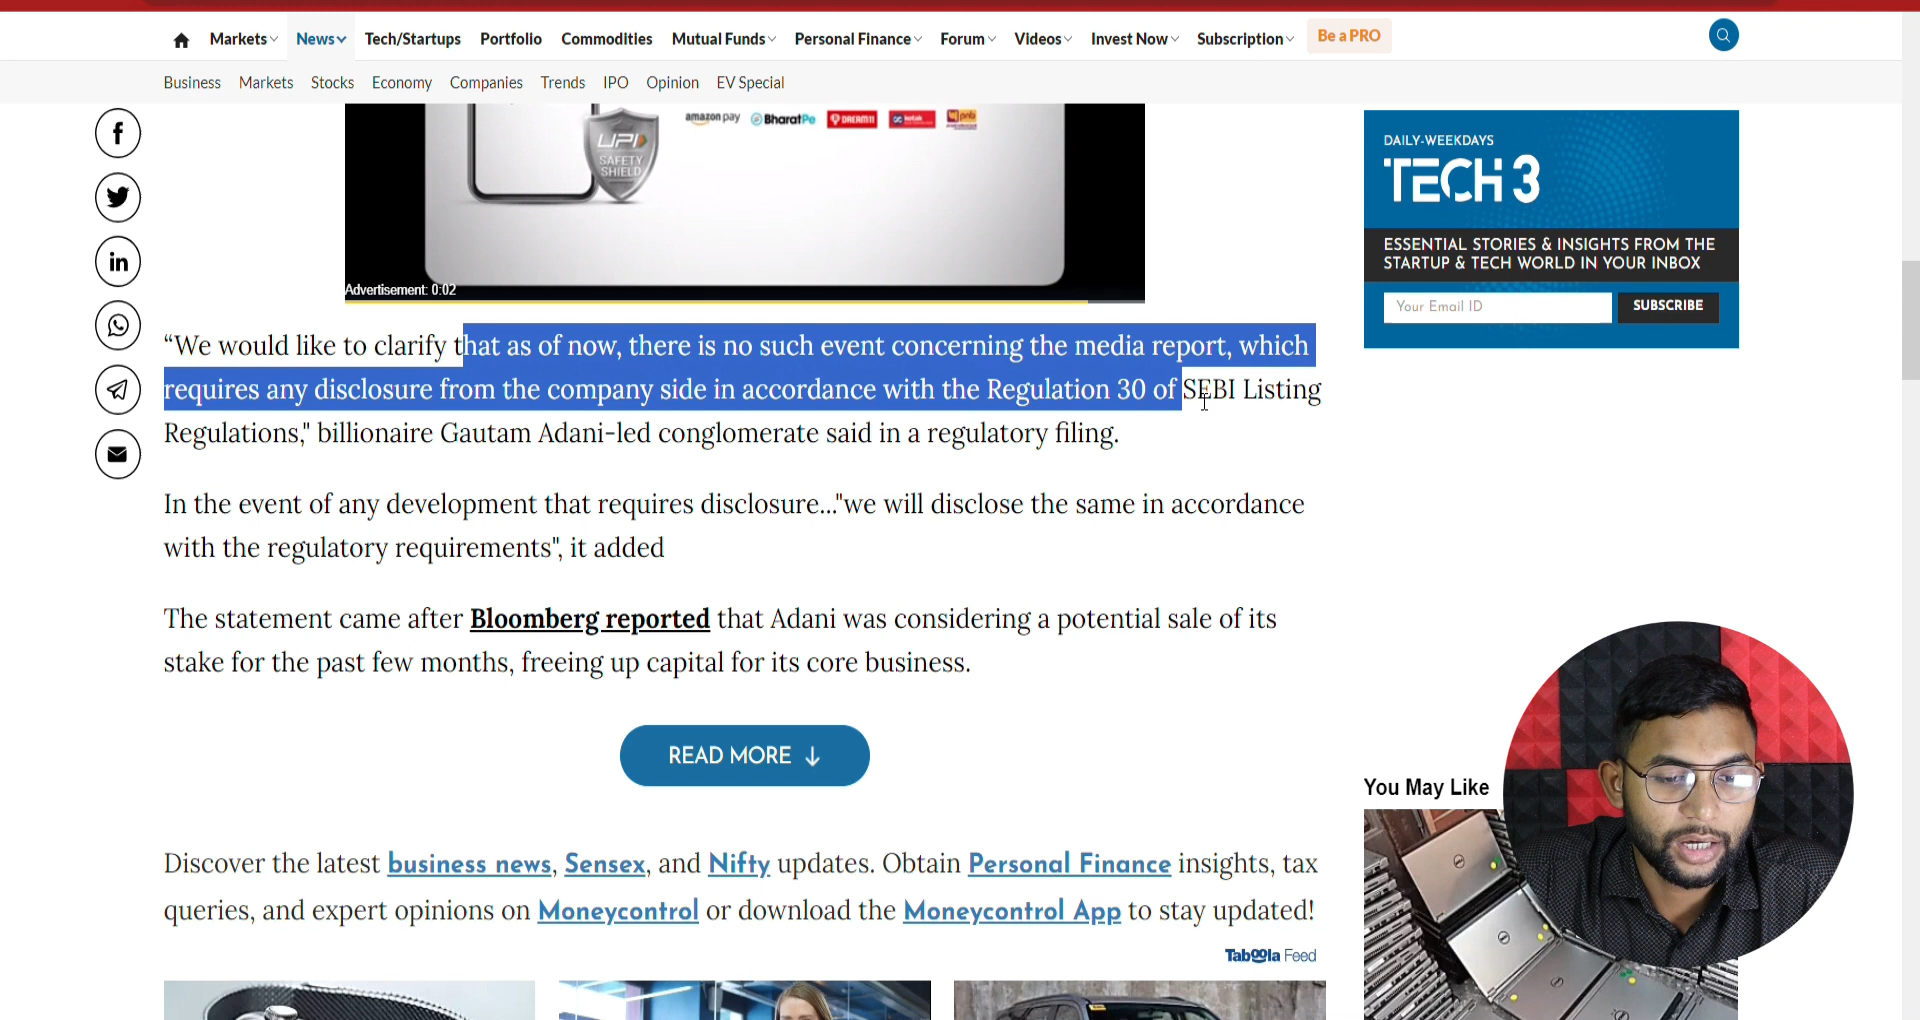 Markets
News
Tech/Startups
Portfolio
Commodities
Mutual Funds
Personal Finance
Forum
Videos
Invest Now
Subscription
Be a PRO
Business
Markets
Stocks
Economy
Companies
Trends
IPO
Opinion
EV Special
amazon pay
BharatPe
DREAM11
kotak
pnb
UPI
SAFETY
SHIELD
Advertisement: 0:02
DAILY-WEEKDAYS
TECH 3
ESSENTIAL STORIES & INSIGHTS FROM THE
STARTUP & TECH WORLD IN YOUR INBOX
Your Email ID
SUBSCRIBE
“We would like to clarify that as of now, there is no such event concerning the media report, which
requires any disclosure from the company side in accordance with the Regulation 30 of SEBI Listing
Regulations," billionaire Gautam Adani-led conglomerate said in a regulatory filing.
In the event of any development that requires disclosure..."we will disclose the same in accordance
with the regulatory requirements", it added
The statement came after Bloomberg reported that Adani was considering a potential sale of its
stake for the past few months, freeing up capital for its core business.
READ MORE
You May Like
Discover the latest business news, Sensex, and Nifty updates. Obtain Personal Finance insights, tax
queries, and expert opinions on Moneycontrol or download the Moneycontrol App to stay updated!
Taboola Feed